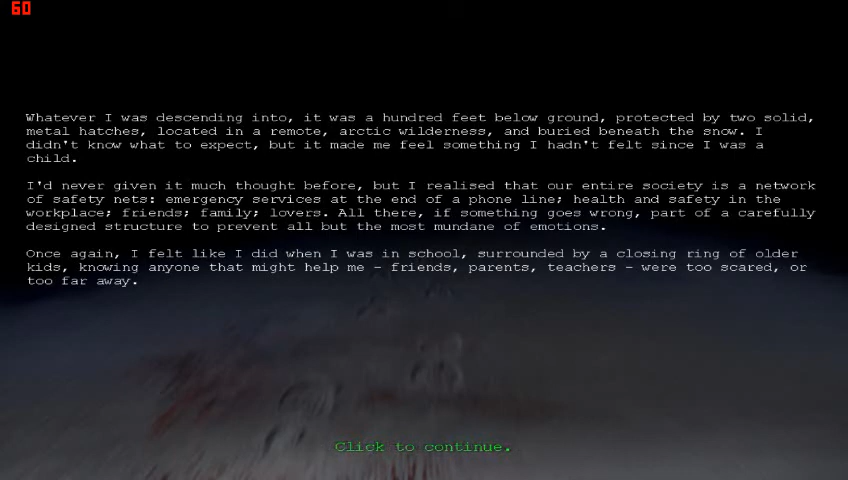 60
Whatever I was descending into, it was a hundred feet below ground, protected by two solid,
metal hatches, located in a remote, arctic wilderness, and buried beneath the snow. I
didn't know what to expect, but it made me feel something I hadn't felt since I was a
child.
I'd never given it much thought before, but I realised that our entire society is a network
of safety nets: emergency services at the end of a phone line; health and safety in the
workplace; friends; family; lovers. All there, if something goes wrong, part of a carefully
designed structure to prevent all but the most mundane of emotions.
Once again, I felt like I did when I was in school, surrounded by a closing ring of older
kids, knowing anyone that might help me - friends, parents, teachers - were too scared, or
too far away.
Click to continue.